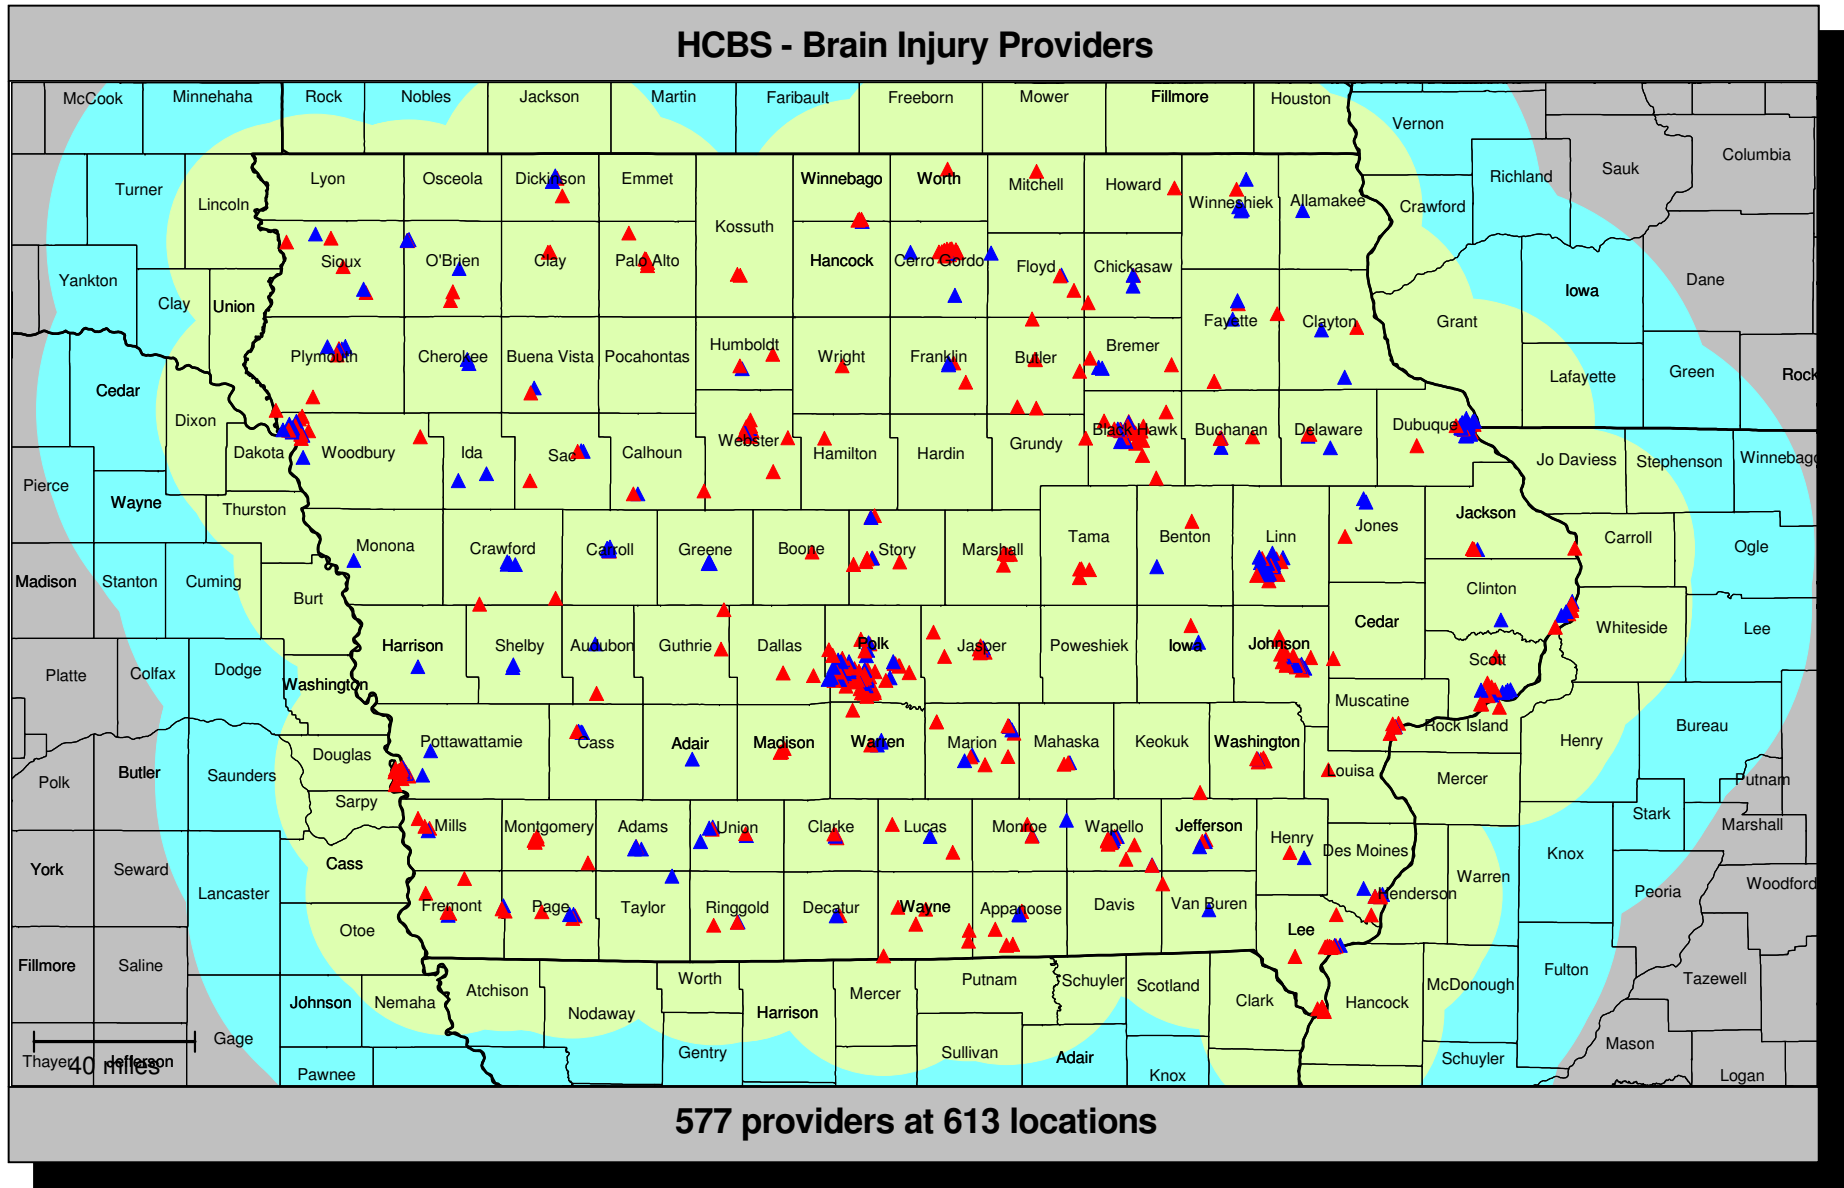 HCBS - Brain Injury Providers
McCook Minnehaha Rock Nobles Jackson Martin Faribault Freeborn Mower Fillmore Houston
Vernon
Turner Lincoln Lyon Osceola Dickinson Emmet Winnebago Worth Mitchell Howard Winneshiek Allamakee Crawford Richland Sauk Columbia
Kossuth
Yankton Clay Union Sioux O'Brien Clay Palo Alto Hancock Cerro Gordo Floyd Chickasaw Iowa Dane
Fayette Clayton Grant
Cedar Dixon Plymouth Cherokee Buena Vista Pocahontas Humboldt Wright Franklin Butler Bremer Lafayette Green Rock
Pierce Dakota Woodbury Ida Sac Calhoun Webster Hamilton Hardin Grundy Black Hawk Buchanan Delaware Dubuque Jo Daviess Stephenson Winnebago
Wayne Thurston Jackson
Madison Stanton Cuming Monona Crawford Carroll Greene Boone Story Marshall Tama Benton Linn Jones Carroll Ogle
Burt Clinton
Platte Colfax Dodge Washington Harrison Shelby Audubon Guthrie Dallas Polk Jasper Poweshiek Iowa Johnson Cedar Scott Whiteside Lee
Muscatine Rock Island
Polk Butler Saunders Douglas Pottawattamie Cass Adair Madison Warren Marion Mahaska Keokuk Washington Louisa Mercer Henry Bureau Putnam
Sarpy
York Seward Cass Mills Montgomery Adams Union Clarke Lucas Monroe Wapello Jefferson Henry Des Moines Knox Stark Marshall
Lancaster Otoe Fremont Page Taylor Ringgold Decatur Wayne Appanoose Davis Van Buren Lee Henderson Warren Peoria Woodford
Fillmore Saline Johnson Nemaha Atchison Nodaway Worth Harrison Mercer Putnam Schuyler Scotland Clark Hancock McDonough Fulton Tazewell
Thayer Jefferson Gage Pawnee Gentry Sullivan Adair Knox Schuyler Mason Logan
40 miles
577 providers at 613 locations